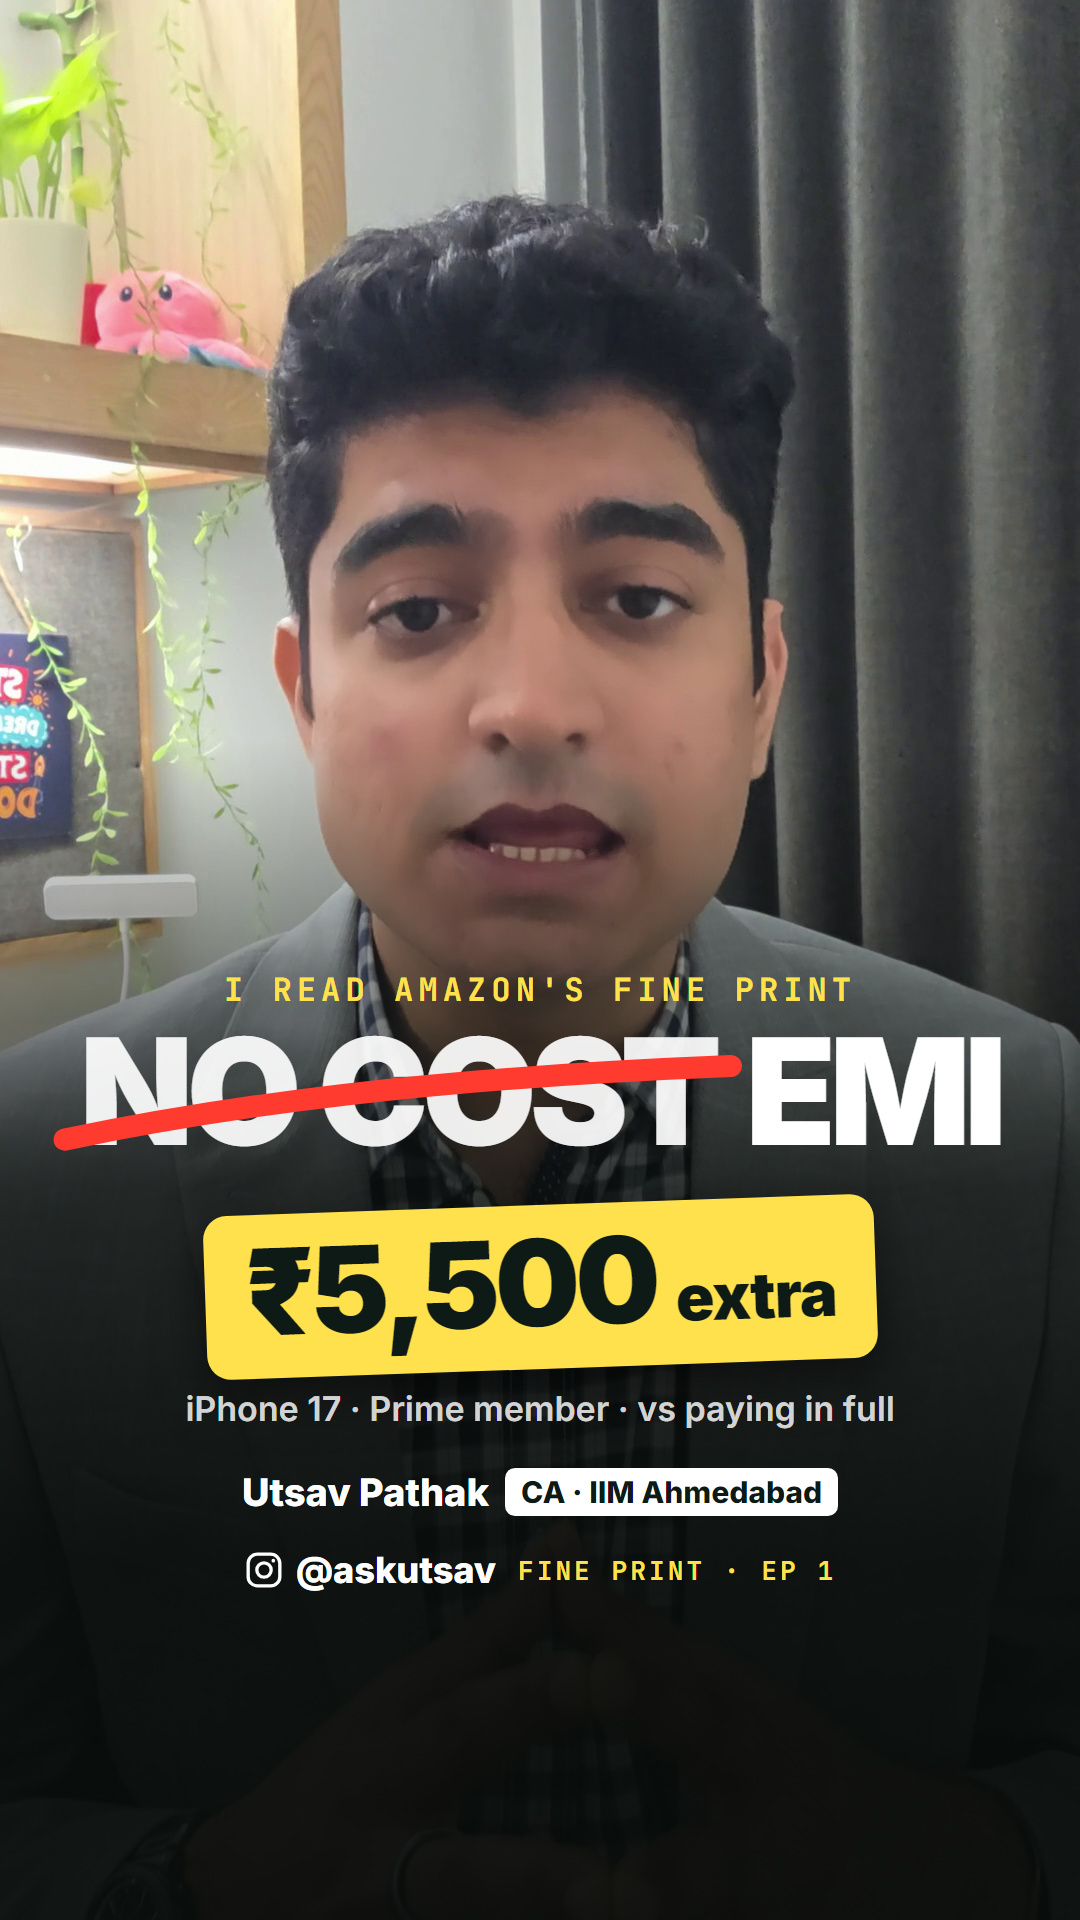 I READ AMAZON'S FINE PRINT
NO COST EMI
₹5,500 extra
iPhone 17 · Prime member · vs paying in full
Utsav Pathak CA · IIM Ahmedabad
@askutsav FINE PRINT · EP 1